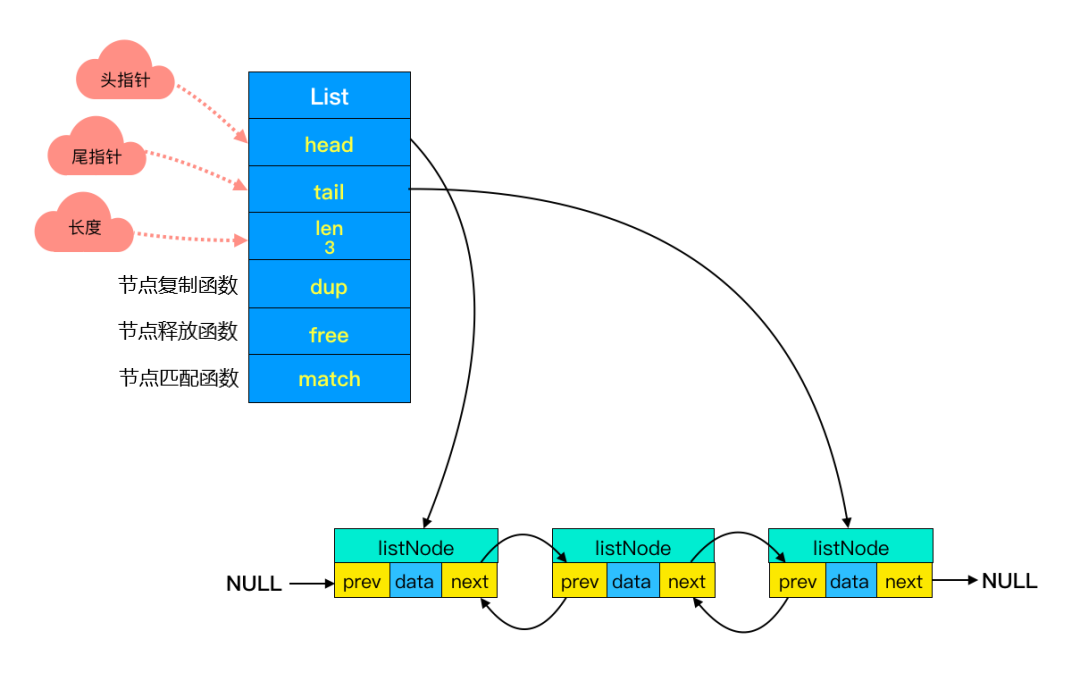 头指针
List
head
尾指针
tail
长度
len
3
节点复制函数
dup
节点释放函数
free
节点匹配函数
match
listNode
listNode
listNode
NULL
prev data next
prev data next
prev data next
NULL